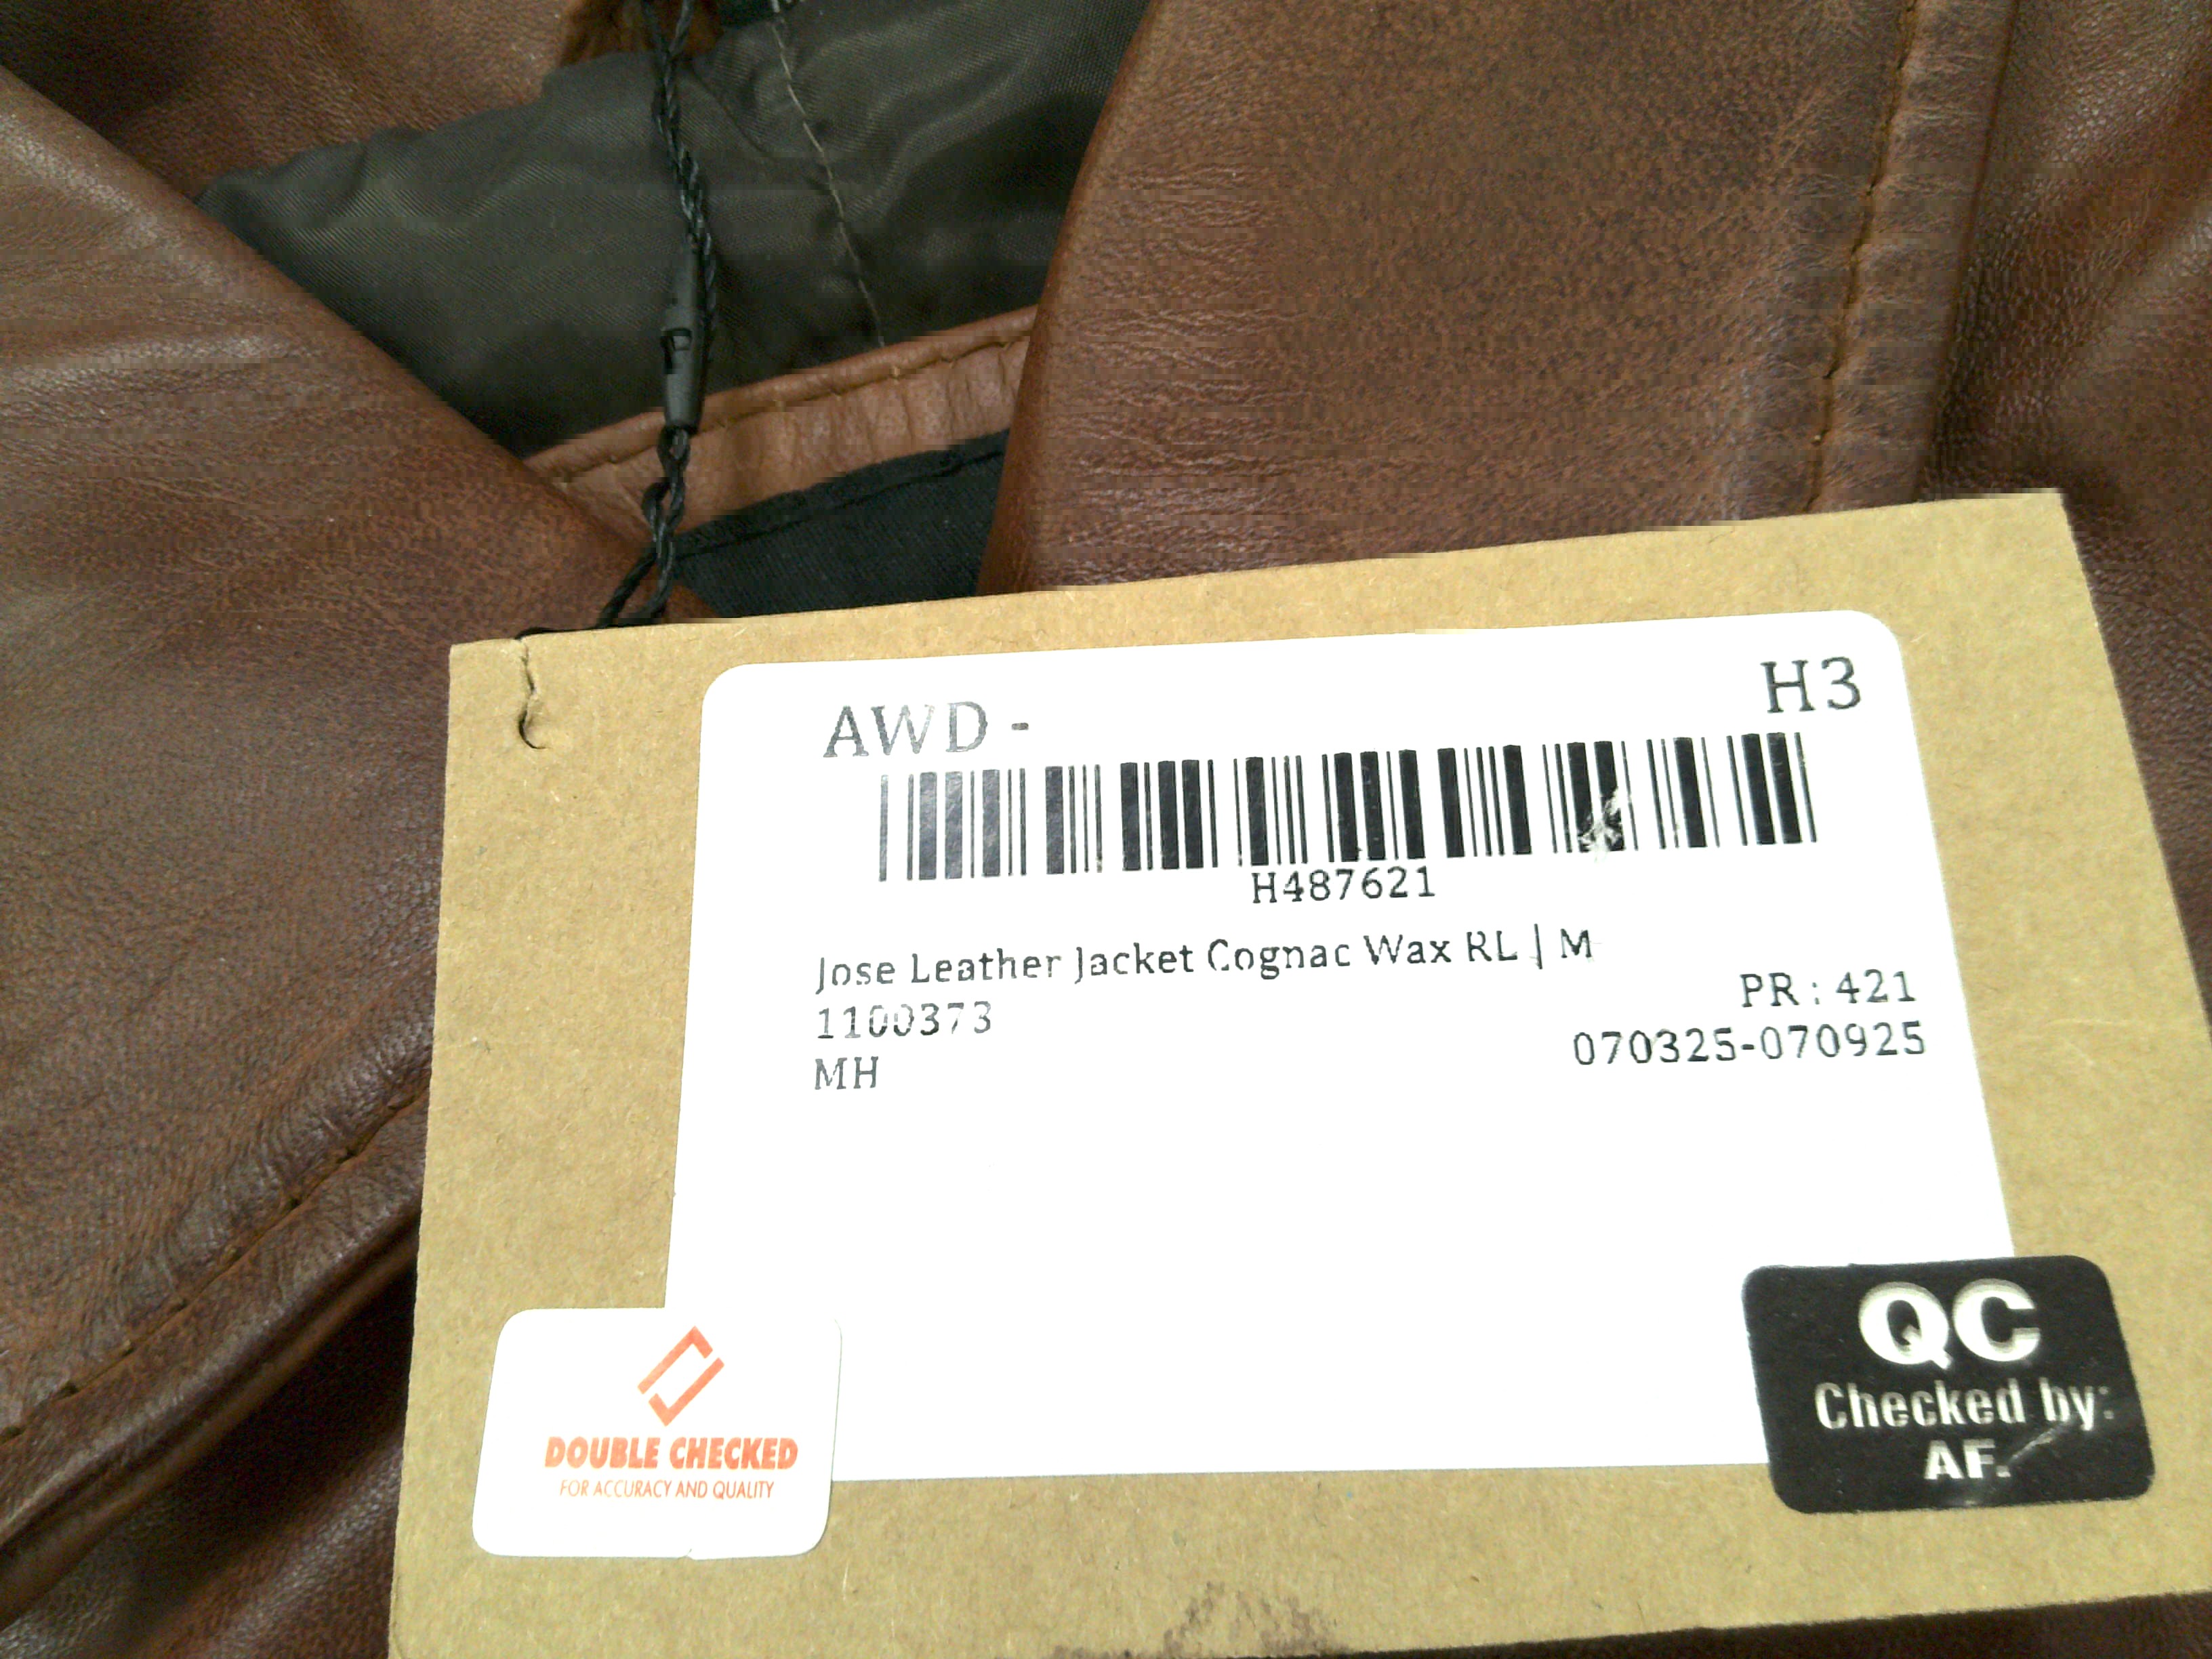 AWD -
H3
H487621
Jose Leather Jacket Cognac Wax RL | M
1100373
PR : 421
MH
070325-070925
DOUBLE CHECKED
FOR ACCURACY AND QUALITY
QC
Checked by:
AF.